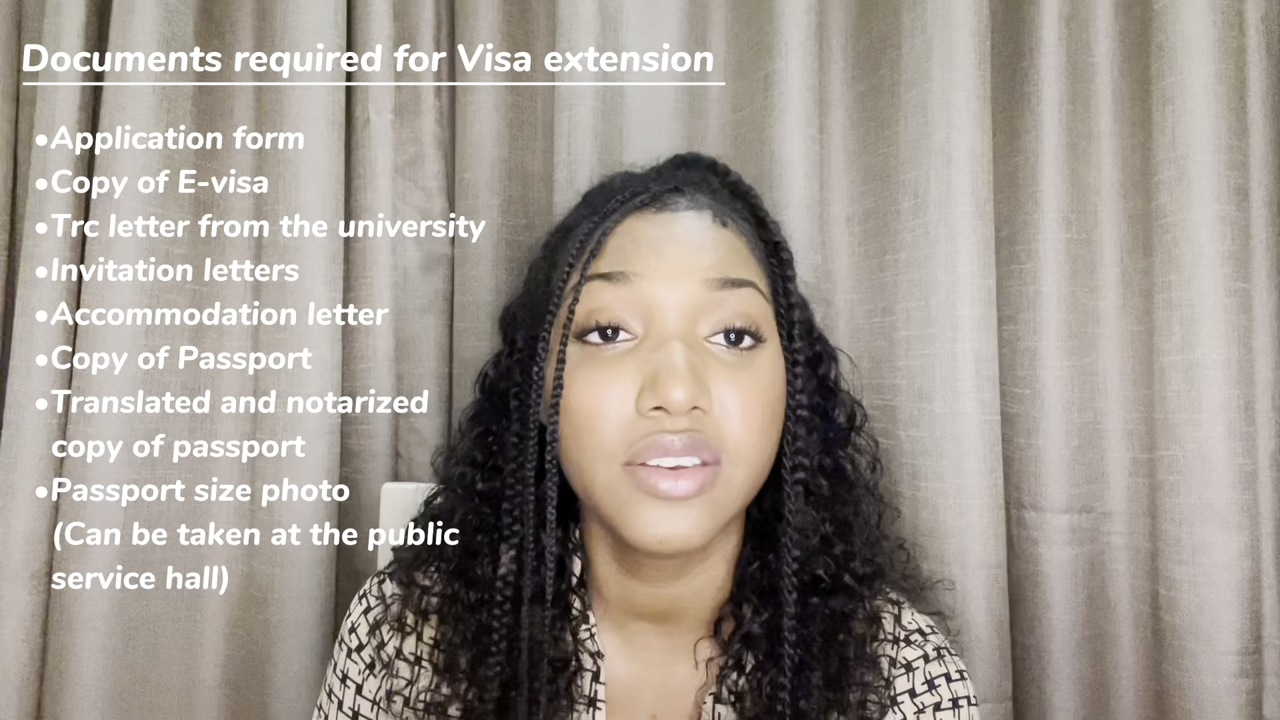 Documents required for Visa extension
•Application form
•Copy of E-visa
•Trc letter from the university
•Invitation letters
•Accommodation letter
•Copy of Passport
•Translated and notarized
copy of passport
•Passport size photo
(Can be taken at the public
service hall)